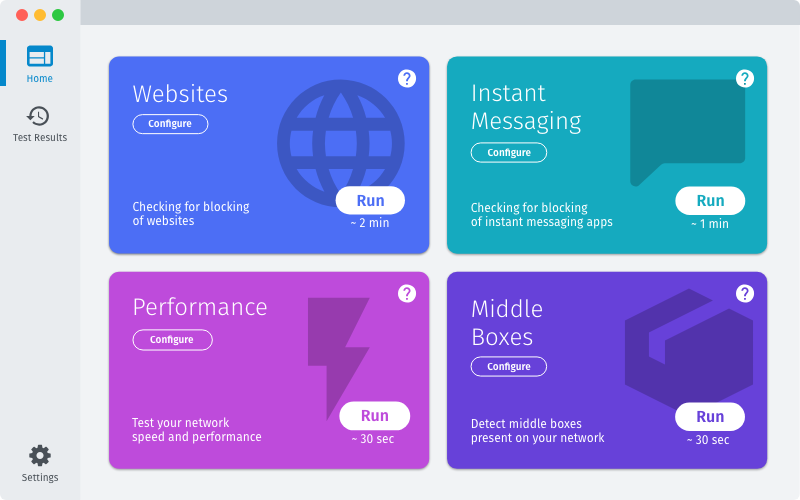 Home
Test Results
Settings
Websites
?
Configure
Checking for blocking
of websites
Run
~ 2 min
Instant
Messaging
?
Configure
Checking for blocking
of instant messaging apps
Run
~ 1 min
Performance
?
Configure
Test your network
speed and performance
Run
~ 30 sec
Middle
Boxes
?
Configure
Detect middle boxes
present on your network
Run
~ 30 sec